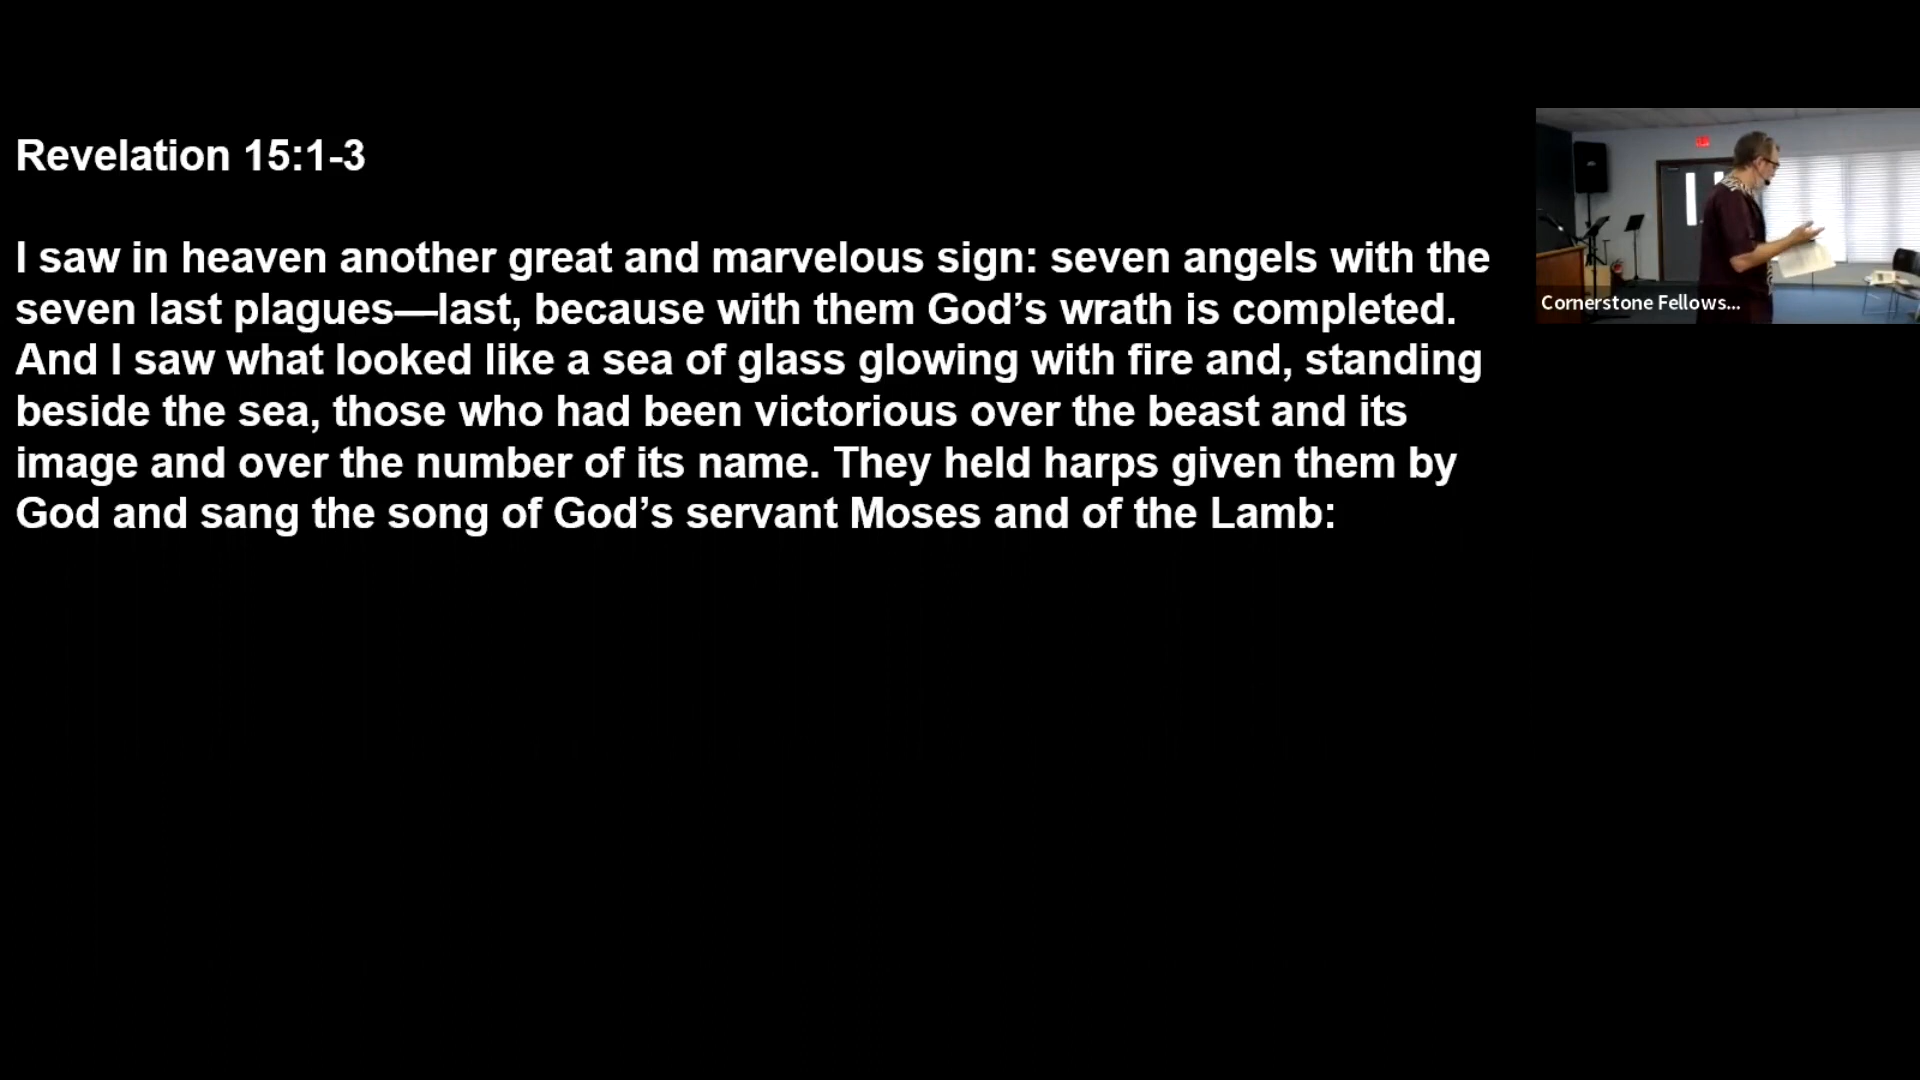 Revelation 15:1-3
I saw in heaven another great and marvelous sign: seven angels with the
seven last plagues—last, because with them God’s wrath is completed.
And I saw what looked like a sea of glass glowing with fire and, standing
beside the sea, those who had been victorious over the beast and its
image and over the number of its name. They held harps given them by
God and sang the song of God’s servant Moses and of the Lamb:
Cornerstone Fellows...